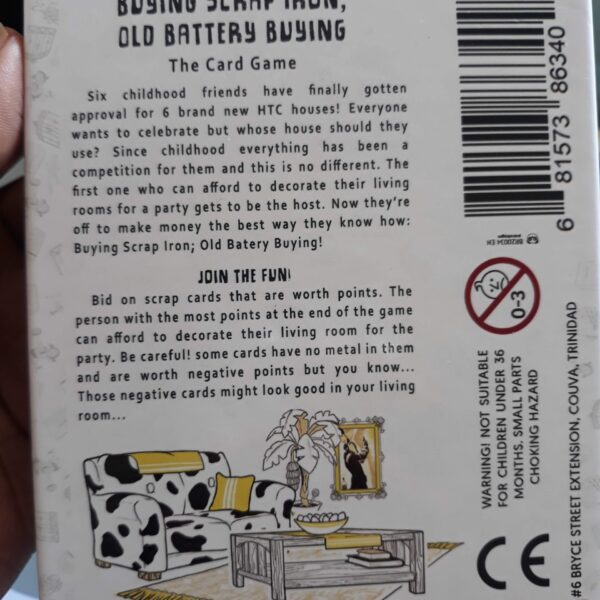 BUYING SCRAP IRON,
OLD BATTERY BUYING
The Card Game
Six childhood friends have finally gotten
approval for 6 brand new HTC houses! Everyone
wants to celebrate but whose house should they
use? Since childhood everything has been a
competition for them and this is no different. The
first one who can afford to decorate their living
rooms for a party gets to be the host. Now they're
off to make money the best way they know how:
Buying Scrap Iron; Old Batery Buying!
JOIN THE FUN!
Bid on scrap cards that are worth points. The
person with the most points at the end of the game
can afford to decorate their living room for the
party. Be careful! some cards have no metal in them
and are worth negative points but you know...
Those negative cards might look good in your living
room...
6 81573 86340
BR20034 EN
0-3
WARNING! NOT SUITABLE
FOR CHILDREN UNDER 36
MONTHS. SMALL PARTS
CHOKING HAZARD
CE
#6 BRYCE STREET EXTENSION, COUVA, TRINIDAD